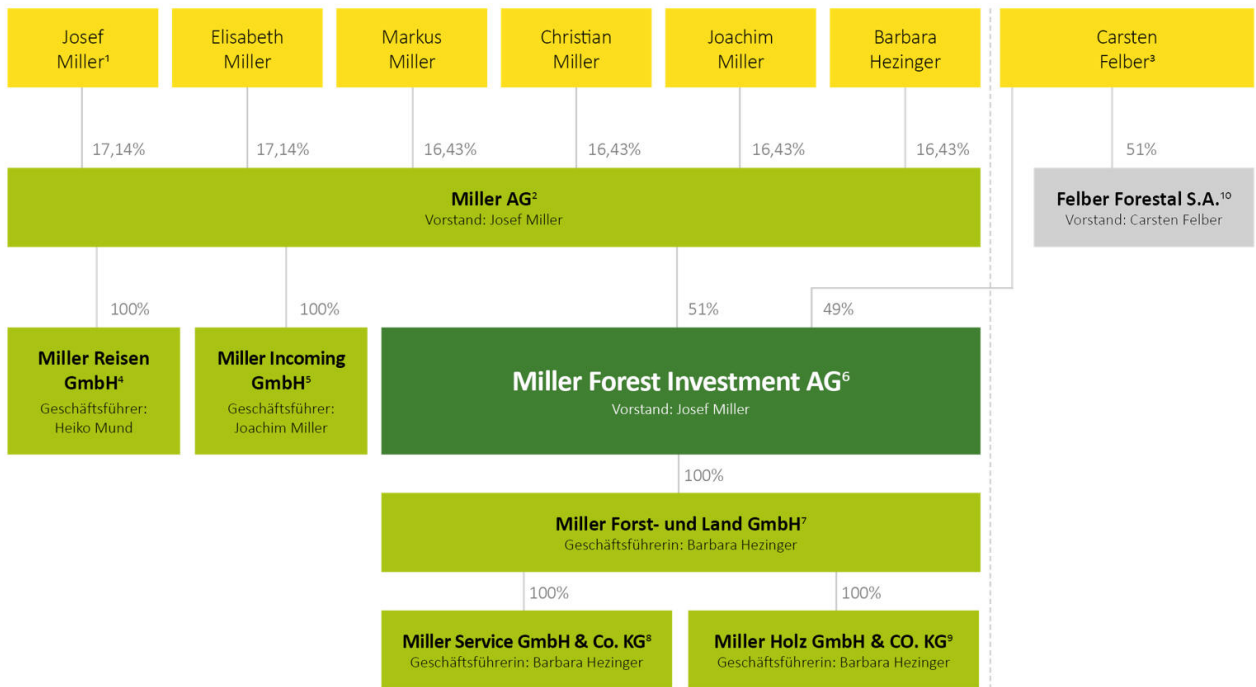 Josef
Miller¹
Elisabeth
Miller
Markus
Miller
Christian
Miller
Joachim
Miller
Barbara
Hezinger
Carsten
Felber³
17,14%
17,14%
16,43%
16,43%
16,43%
16,43%
51%
Miller AG²
Vorstand: Josef Miller
Felber Forestal S.A.¹⁰
Vorstand: Carsten Felber
100%
100%
51%
49%
Miller Reisen
GmbH⁴
Geschäftsführer:
Heiko Mund
Miller Incoming
GmbH⁵
Geschäftsführer:
Joachim Miller
Miller Forest Investment AG⁶
Vorstand: Josef Miller
100%
Miller Forst- und Land GmbH⁷
Geschäftsführerin: Barbara Hezinger
100%
100%
Miller Service GmbH & Co. KG⁸
Geschäftsführerin: Barbara Hezinger
Miller Holz GmbH & CO. KG⁹
Geschäftsführerin: Barbara Hezinger